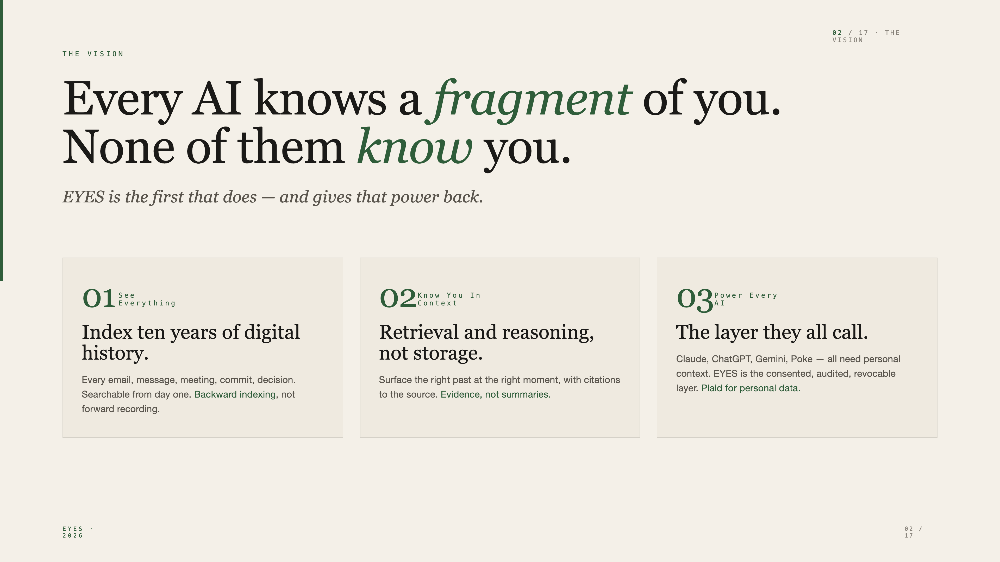 02 / 17 · THE
VISION
THE VISION
Every AI knows a fragment of you.
None of them know you.
EYES is the first that does — and gives that power back.
01
See
Everything
Index ten years of digital
history.
Every email, message, meeting, commit, decision.
Searchable from day one. Backward indexing, not
forward recording.
02
Know You In
Context
Retrieval and reasoning,
not storage.
Surface the right past at the right moment, with citations
to the source. Evidence, not summaries.
03
Power Every
AI
The layer they all call.
Claude, ChatGPT, Gemini, Poke — all need personal
context. EYES is the consented, audited, revocable
layer. Plaid for personal data.
EYES ·
2026
02 /
17